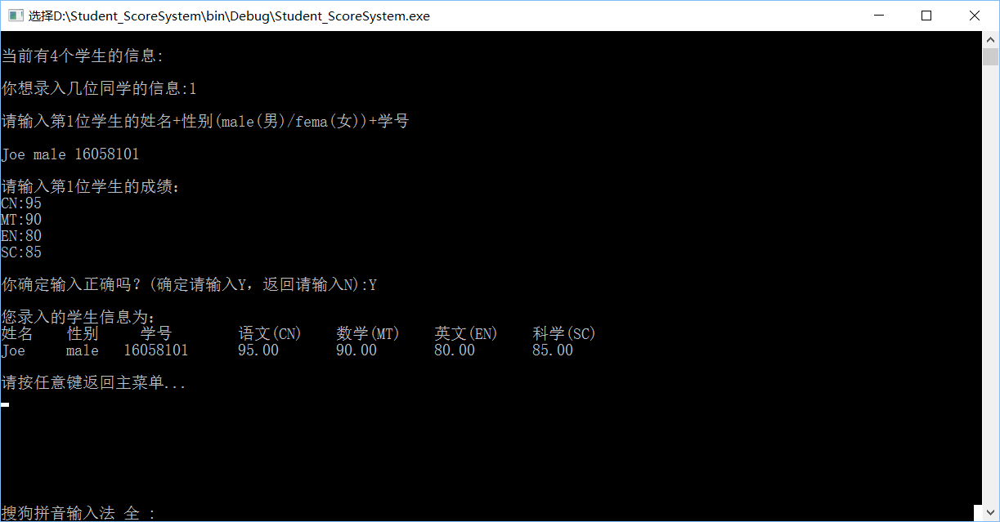 选择D:\Student_ScoreSystem\bin\Debug\Student_ScoreSystem.exe
当前有4个学生的信息:
你想录入几位同学的信息:1
请输入第1位学生的姓名+性别(male(男)/fema(女))+学号
Joe male 16058101
请输入第1位学生的成绩:
CN:95
MT:90
EN:80
SC:85
你确定输入正确吗？(确定请输入Y，返回请输入N):Y
您录入的学生信息为:
姓名 性别 学号 语文(CN) 数学(MT) 英文(EN) 科学(SC)
Joe male 16058101 95.00 90.00 80.00 85.00
请按任意键返回主菜单...
搜狗拼音输入法 全 :